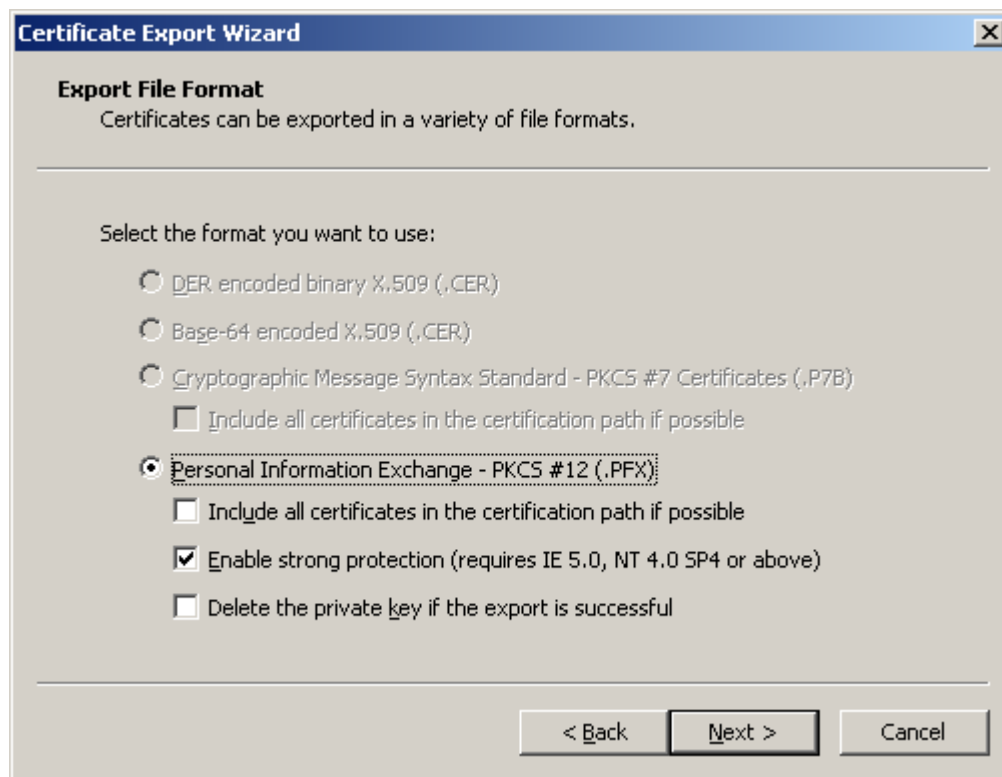 Certificate Export Wizard
Export File Format
Certificates can be exported in a variety of file formats.
Select the format you want to use:
DER encoded binary X.509 (.CER)
Base-64 encoded X.509 (.CER)
Cryptographic Message Syntax Standard - PKCS #7 Certificates (.P7B)
Include all certificates in the certification path if possible
Personal Information Exchange - PKCS #12 (.PFX)
Include all certificates in the certification path if possible
Enable strong protection (requires IE 5.0, NT 4.0 SP4 or above)
Delete the private key if the export is successful
< Back Next > Cancel